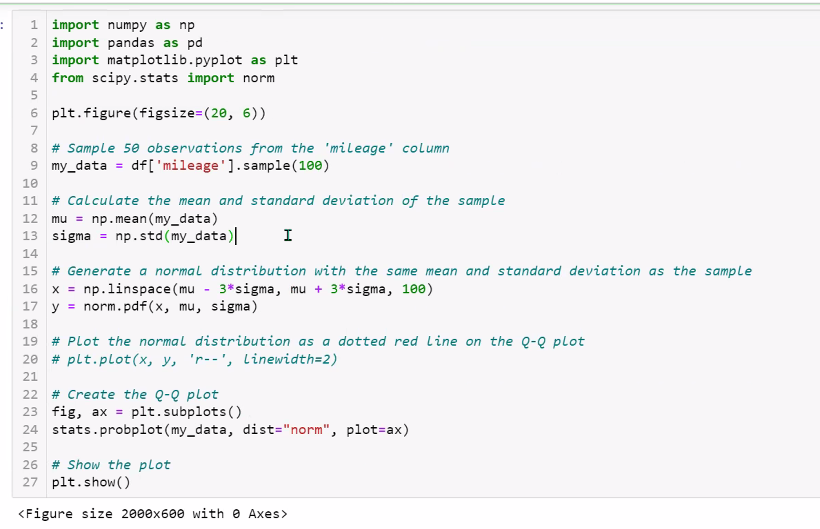 :
1 import numpy as np
2 import pandas as pd
3 import matplotlib.pyplot as plt
4 from scipy.stats import norm
5
6 plt.figure(figsize=(20, 6))
7
8 # Sample 50 observations from the 'mileage' column
9 my_data = df['mileage'].sample(100)
10
11 # Calculate the mean and standard deviation of the sample
12 mu = np.mean(my_data)
13 sigma = np.std(my_data)
14
15 # Generate a normal distribution with the same mean and standard deviation as the sample
16 x = np.linspace(mu - 3*sigma, mu + 3*sigma, 100)
17 y = norm.pdf(x, mu, sigma)
18
19 # Plot the normal distribution as a dotted red line on the Q-Q plot
20 # plt.plot(x, y, 'r--', linewidth=2)
21
22 # Create the Q-Q plot
23 fig, ax = plt.subplots()
24 stats.probplot(my_data, dist="norm", plot=ax)
25
26 # Show the plot
27 plt.show()
<Figure size 2000x600 with 0 Axes>